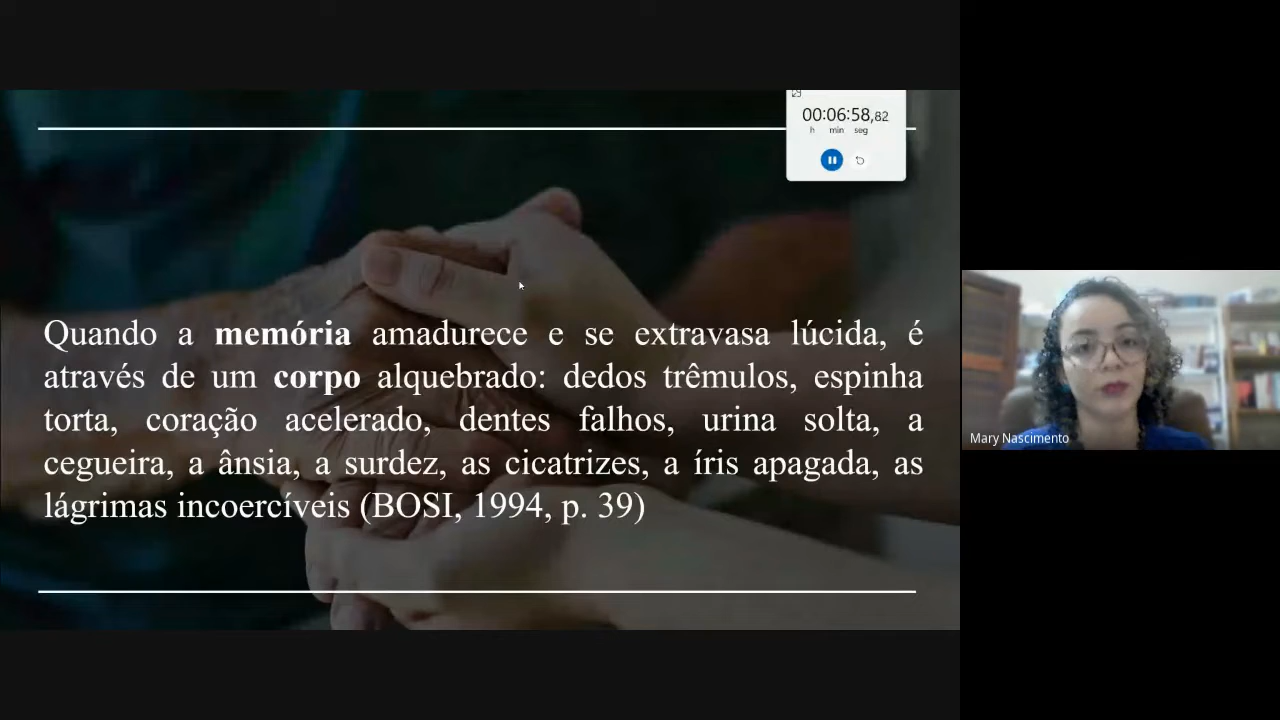 00:06:58,82
h min seg
Quando a memória amadurece e se extravasa lúcida, é
através de um corpo alquebrado: dedos trêmulos, espinha
torta, coração acelerado, dentes falhos, urina solta, a
cegueira, a ânsia, a surdez, as cicatrizes, a íris apagada, as
lágrimas incoercíveis (BOSI, 1994, p. 39)
Mary Nascimento